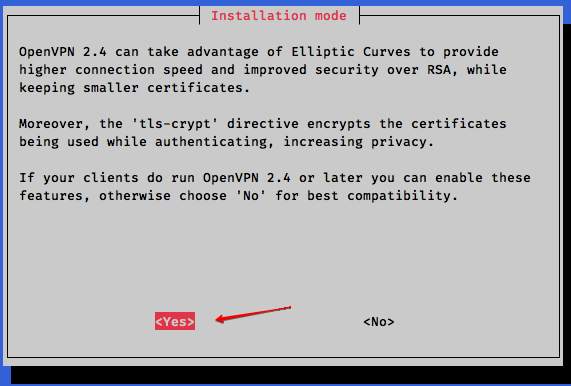 Installation mode
OpenVPN 2.4 can take advantage of Elliptic Curves to provide
higher connection speed and improved security over RSA, while
keeping smaller certificates.
Moreover, the 'tls-crypt' directive encrypts the certificates
being used while authenticating, increasing privacy.
If your clients do run OpenVPN 2.4 or later you can enable these
features, otherwise choose 'No' for best compatibility.
<Yes> <No>